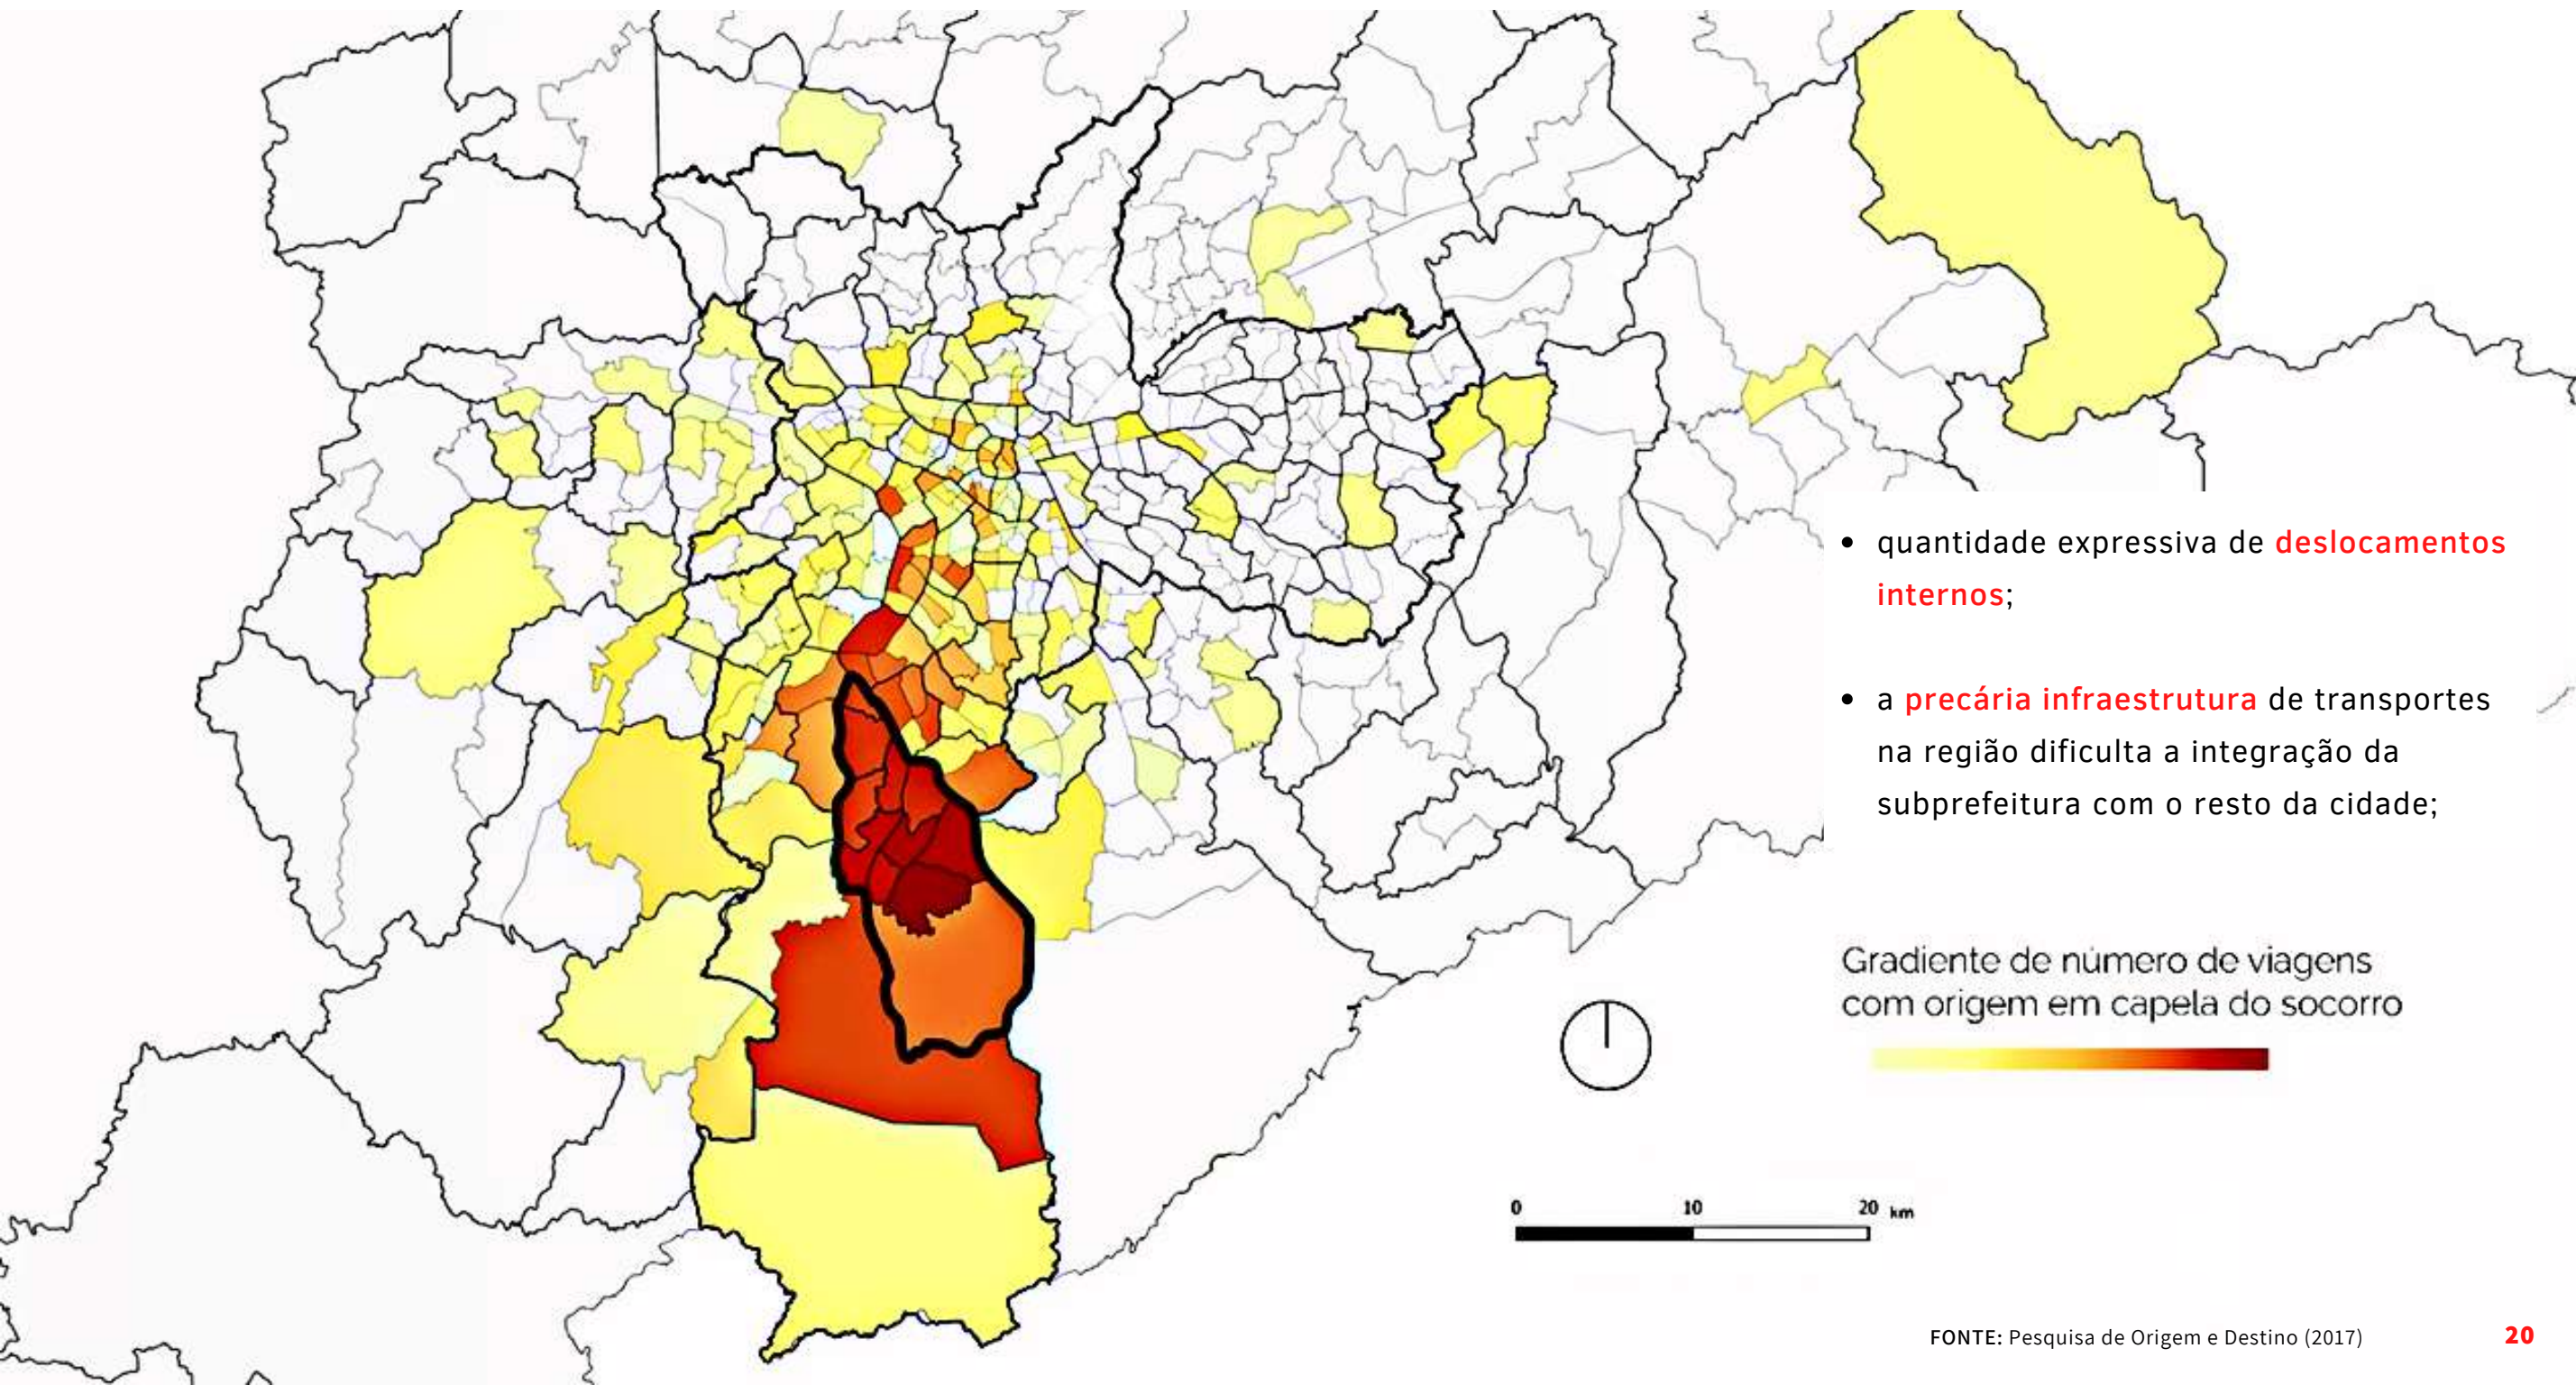 quantidade expressiva de deslocamentos
internos;
a precária infraestrutura de transportes
na região dificulta a integração da
subprefeitura com o resto da cidade;
Gradiente de número de viagens
com origem em capela do socorro
0 10 20 km
FONTE: Pesquisa de Origem e Destino (2017)
20